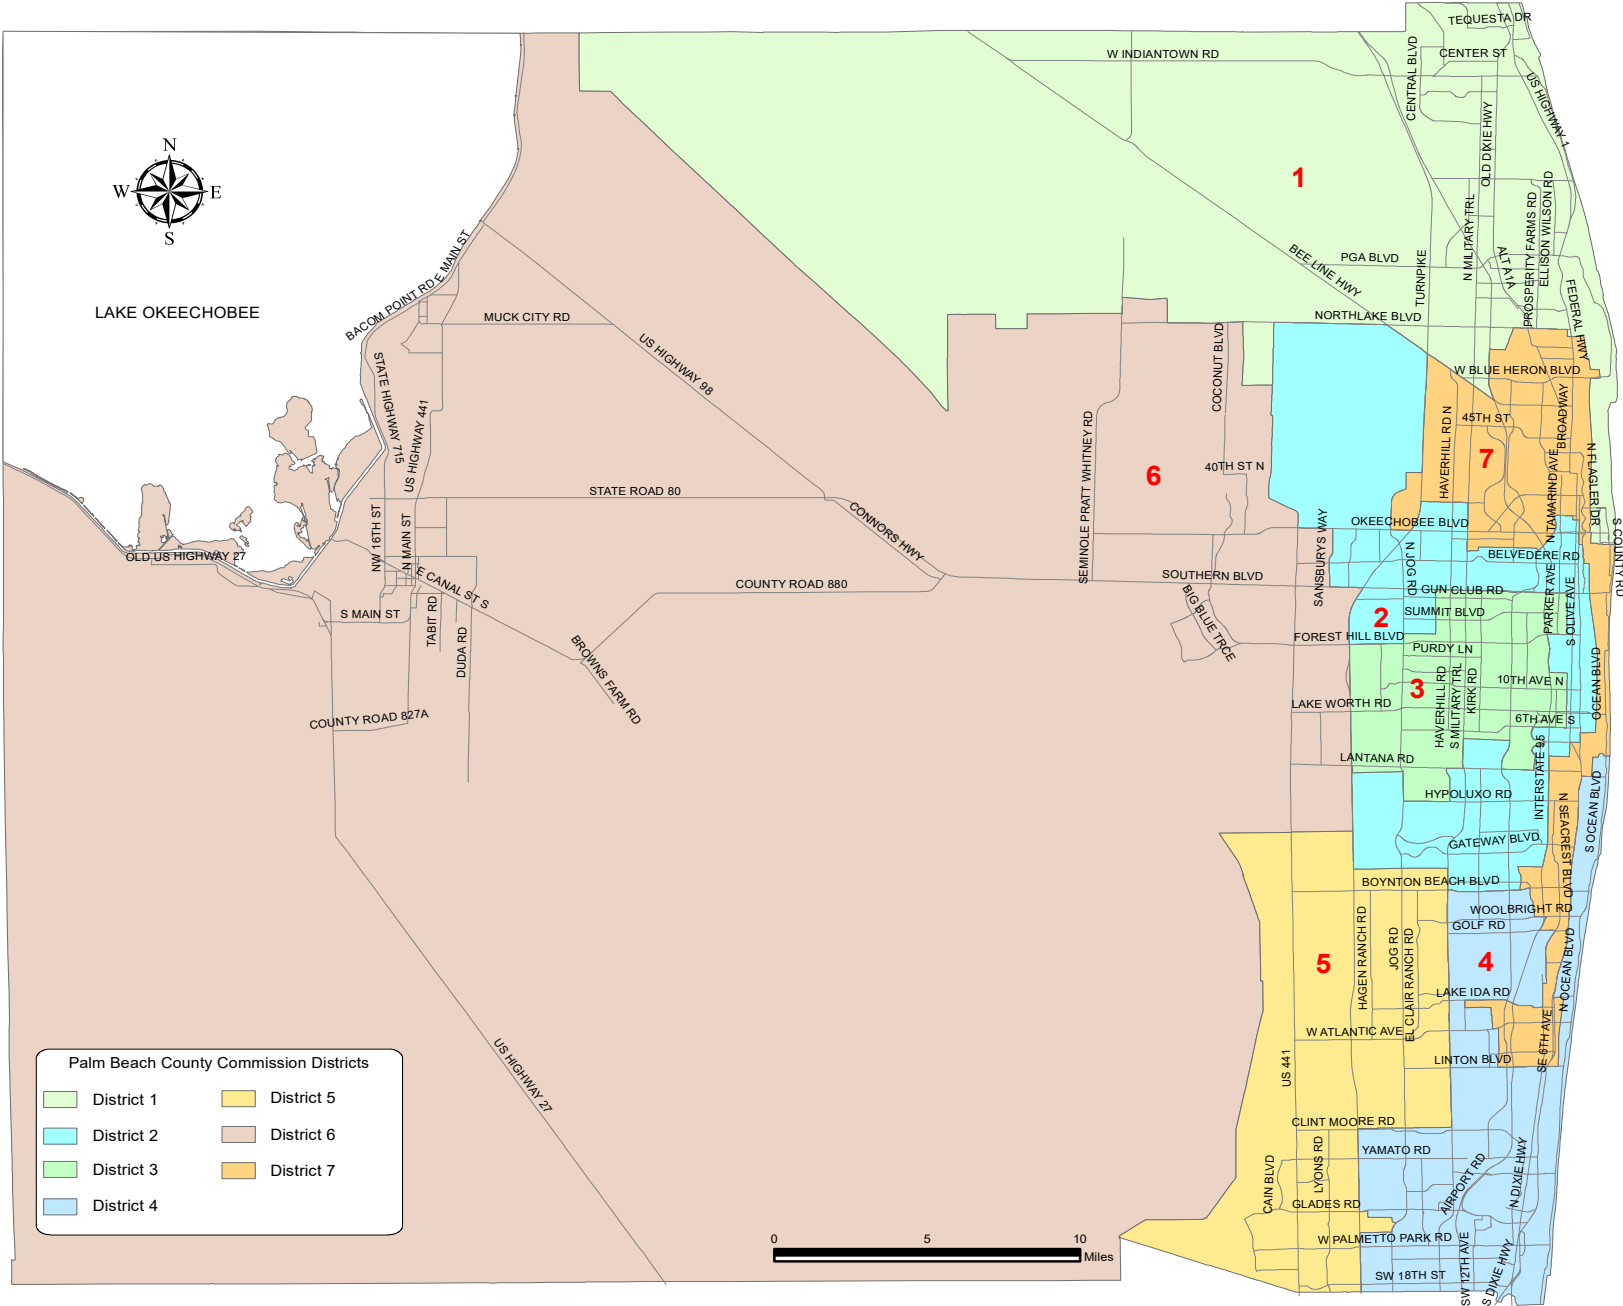 TEQUESTA DR
W INDIANTOWN RD
CENTRAL BLVD
CENTER ST
US HIGHWAY 1
OLD DIXIE HWY
N
W E
S
1
N MILITARY TRL
PROSPERITY FARMS RD
ELLISON WILSON RD
BACOM POINT RD
E MAIN ST
BEE LINE HWY
PGA BLVD
TURNPIKE
ALT A1A
FEDERAL HWY
LAKE OKEECHOBEE
MUCK CITY RD
NORTHLAKE BLVD
STATE HIGHWAY 715
US HIGHWAY 98
COCONUT BLVD
W BLUE HERON BLVD
US HIGHWAY 441
SEMINOLE PRATT WHITNEY RD
HAVERHILL RD N
45TH ST
BROADWAY
6
40TH ST N
7
N TAMARIND AVE
N FLAGLER DR
STATE ROAD 80
CONNORS HWY
NW 16TH ST
N MAIN ST
SANSBURYS WAY
OKEECHOBEE BLVD
S COUNTY RD
OLD US HIGHWAY 27
E CANAL ST S
COUNTY ROAD 880
SOUTHERN BLVD
N JOG RD
BELVEDERE RD
GUN CLUB RD
PARKER AVE
S OLIVE AVE
S MAIN ST
TABIT RD
DUDA RD
BROWNS FARM RD
BIG BLUE TRCE
2
SUMMIT BLVD
FOREST HILL BLVD
PURDY LN
3
HAVERHILL RD
S MILITARY TRL
KIRK RD
10TH AVE N
OCEAN BLVD
LAKE WORTH RD
6TH AVE S
COUNTY ROAD 827A
LANTANA RD
INTERSTATE 95
HYPOLUXO RD
N SEACREST BLVD
S OCEAN BLVD
GATEWAY BLVD
BOYNTON BEACH BLVD
WOOLBRIGHT RD
GOLF RD
HAGEN RANCH RD
JOG RD
EL CLAIR RANCH RD
5
4
N OCEAN BLVD
LAKE IDA RD
W ATLANTIC AVE
SE 6TH AVE
US 441
LINTON BLVD
US HIGHWAY 27
CLINT MOORE RD
YAMATO RD
CAIN BLVD
LYONS RD
AIRPORT RD
N DIXIE HWY
GLADES RD
W PALMETTO PARK RD
SW 18TH ST
SW 12TH AVE
S DIXIE HWY
Palm Beach County Commission Districts
District 1
District 2
District 3
District 4
District 5
District 6
District 7
0 5 10
Miles